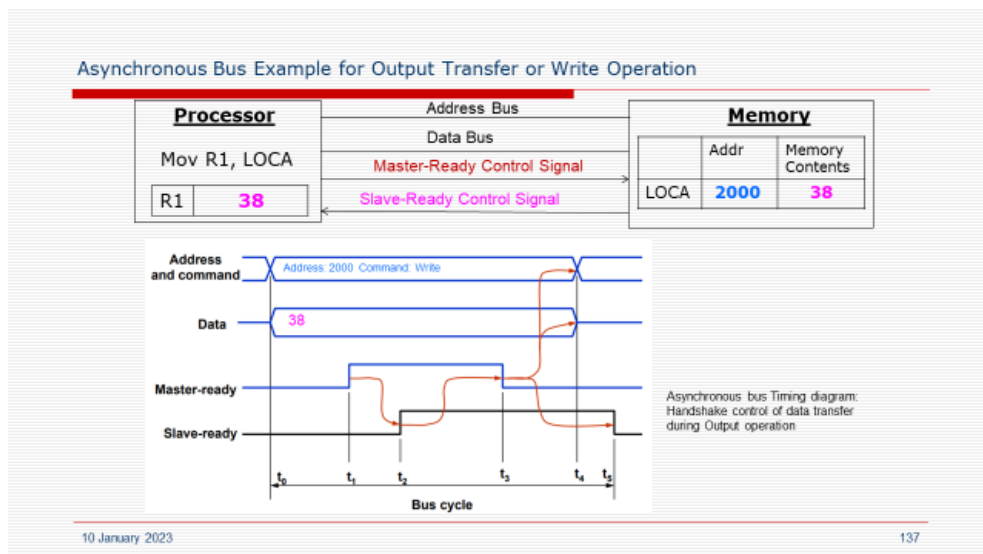 Asynchronous Bus Example for Output Transfer or Write Operation
Processor
Mov R1, LOCA
R1 38
Address Bus
Data Bus
Master-Ready Control Signal
Slave-Ready Control Signal
Memory
Addr Memory Contents
LOCA 2000 38
Address
and command
Address: 2000 Command: Write
Data
38
Master-ready
Slave-ready
t0 t1 t2 t3 t4 t5
Bus cycle
Asynchronous bus Timing diagram:
Handshake control of data transfer
during Output operation
10 January 2023
137